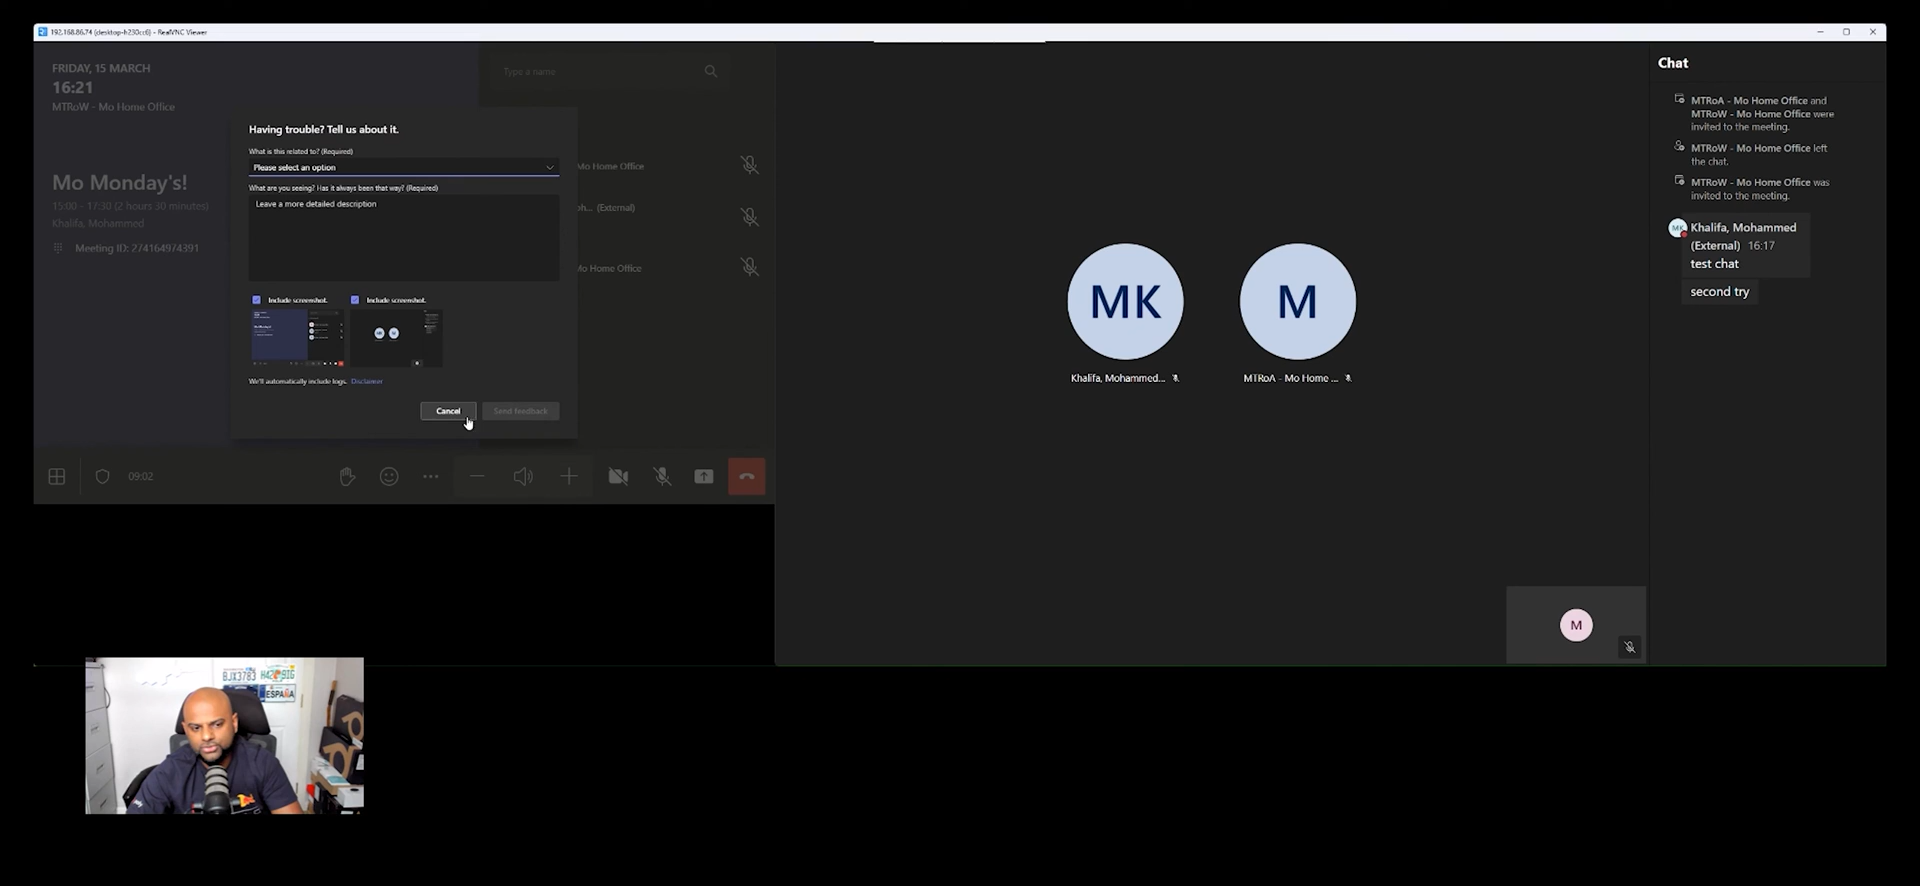 192.168.86.74 (desktop-h230cc6) - RealVNC Viewer
FRIDAY, 15 MARCH
16:21
MTRoW - Mo Home Office
Mo Monday's!
15:00 - 17:30 (2 hours 30 minutes)
Khalifa, Mohammed
Meeting ID: 274164974391
Type a name
Mo Home Office
(External)
Mo Home Office
Having trouble? Tell us about it.
What is this related to? (Required)
Please select an option
What are you seeing? Has it always been that way? (Required)
Leave a more detailed description
Include screenshot.
Include screenshot.
We'll automatically include logs. Disclaimer
Cancel
Send feedback
09:02
MK
Khalifa, Mohammed...
M
MTRoA - Mo Home ...
M
Chat
MTRoA - Mo Home Office and
MTRoW - Mo Home Office were
invited to the meeting.
MTRoW - Mo Home Office left
the chat.
MTRoW - Mo Home Office was
invited to the meeting.
MK
Khalifa, Mohammed
(External) 16:17
test chat
second try
BJX3783
ESPAÑA